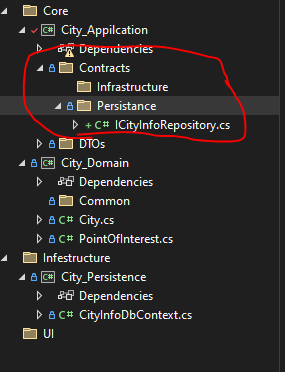 Core
City_Appilcation
Dependencies
Contracts
Infrastructure
Persistance
ICityInfoRepository.cs
DTOs
City_Domain
Dependencies
Common
City.cs
PointOfInterest.cs
Infestructure
City_Persistence
Dependencies
CityInfoDbContext.cs
UI